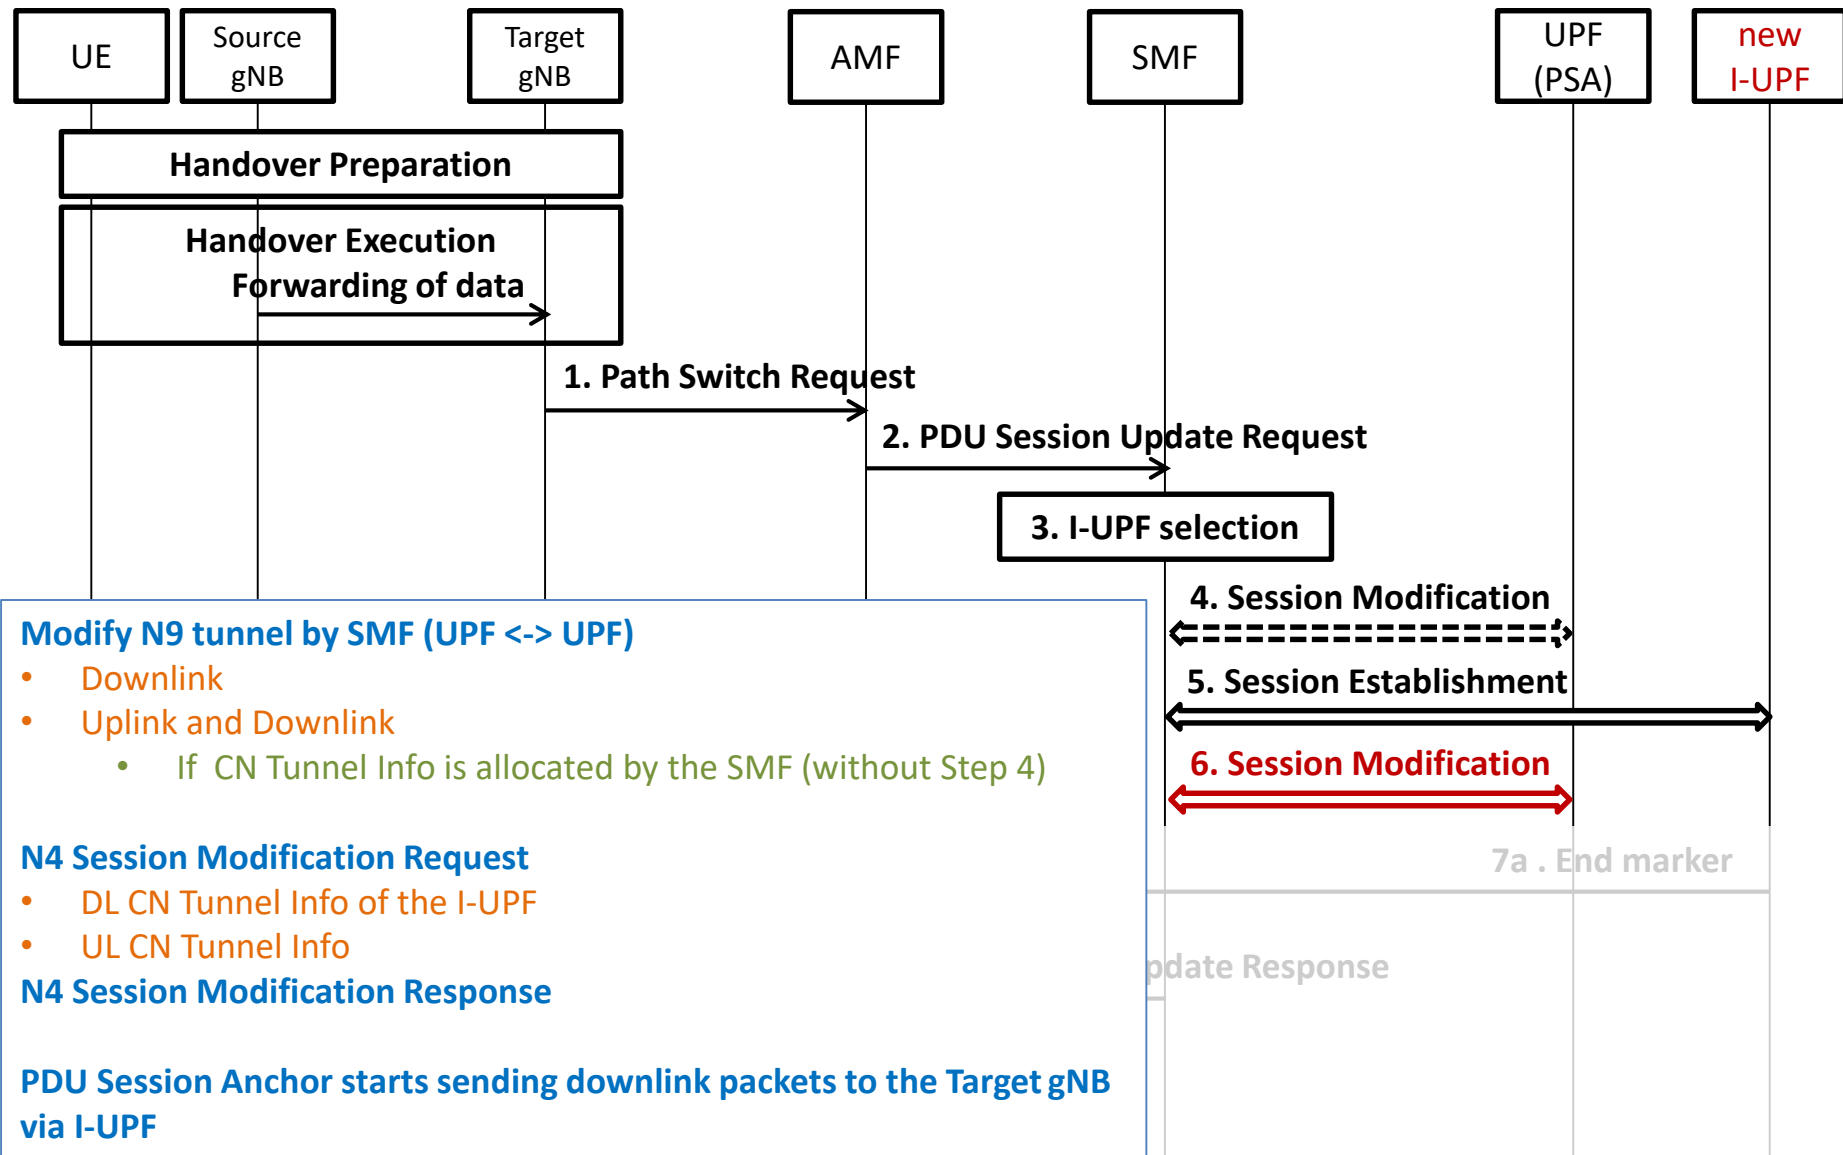 UE
Source
gNB
Target
gNB
AMF
SMF
UPF
(PSA)
new
I-UPF
Handover Preparation
Handover Execution
Forwarding of data
1. Path Switch Request
2. PDU Session Update Request
3. I-UPF selection
4. Session Modification
5. Session Establishment
6. Session Modification
7a . End marker
pdate Response
Modify N9 tunnel by SMF (UPF <-> UPF)
• Downlink
• Uplink and Downlink
• If CN Tunnel Info is allocated by the SMF (without Step 4)
N4 Session Modification Request
• DL CN Tunnel Info of the I-UPF
• UL CN Tunnel Info
N4 Session Modification Response
PDU Session Anchor starts sending downlink packets to the Target gNB
via I-UPF